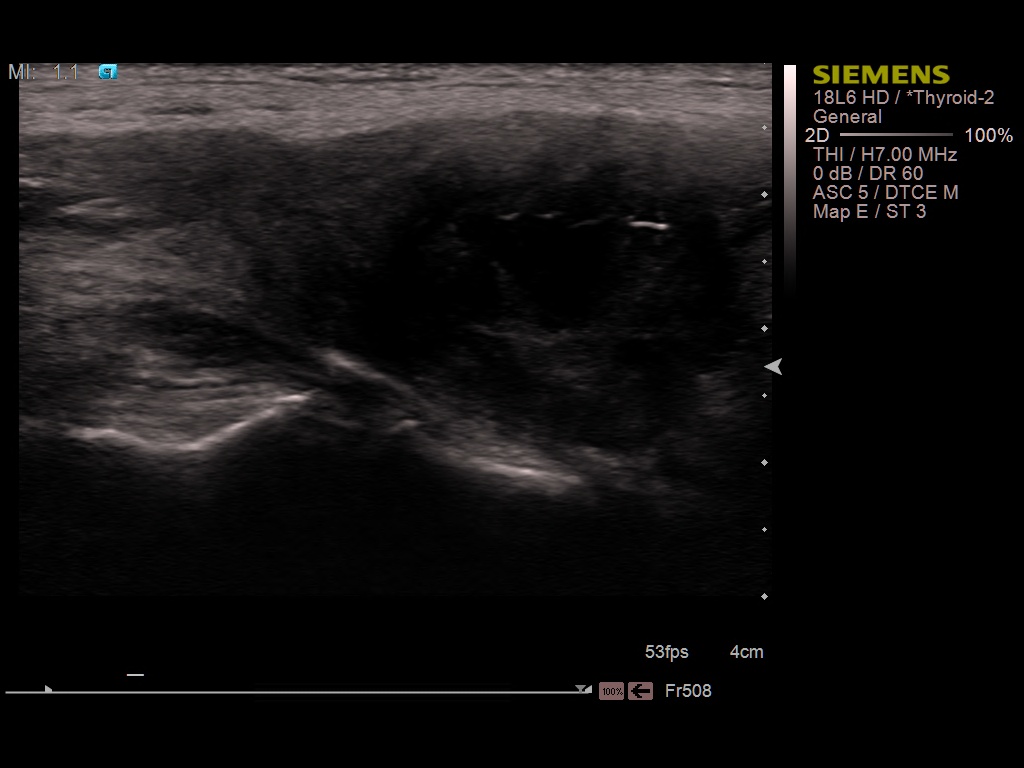 MI: 1.1
SIEMENS
18L6 HD / *Thyroid-2
General
2D 100%
THI / H7.00 MHz
0 dB / DR 60
ASC 5 / DTCE M
Map E / ST 3
53fps 4cm
100% Fr508